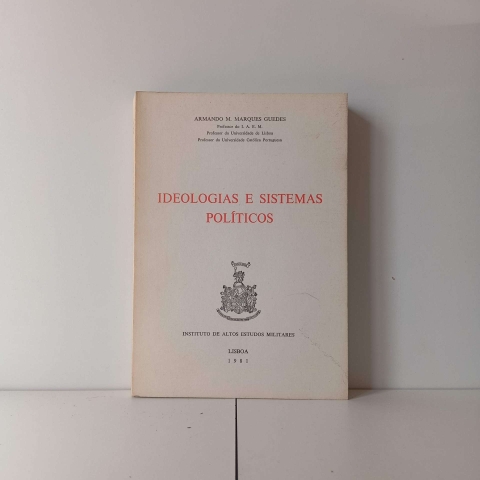 ARMANDO M. MARQUES GUEDES
Professor do I. A. E. M.
Professor da Universidade de Lisboa
Professor da Universidade Católica Portuguesa
IDEOLOGIAS E SISTEMAS
POLÍTICOS
INSTITUTO DE ALTOS ESTUDOS MILITARES
LISBOA
1981